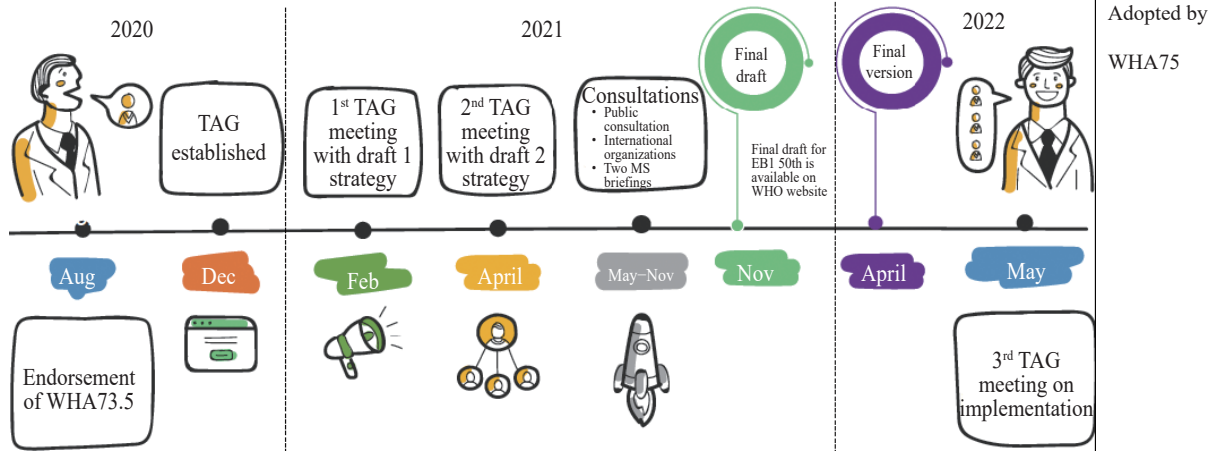 2020
2021
2022
Adopted by
WHA75
TAG
established
1st TAG
meeting
with draft 1
strategy
2nd TAG
meeting
with draft 2
strategy
Consultations
• Public
consultation
• International
organizations
• Two MS
briefings
Final
draft
Final draft for
EB1 50th is
available on
WHO website
Final
version
Aug
Dec
Feb
April
May–Nov
Nov
April
May
Endorsement
of WHA73.5
3rd TAG
meeting on
implementation